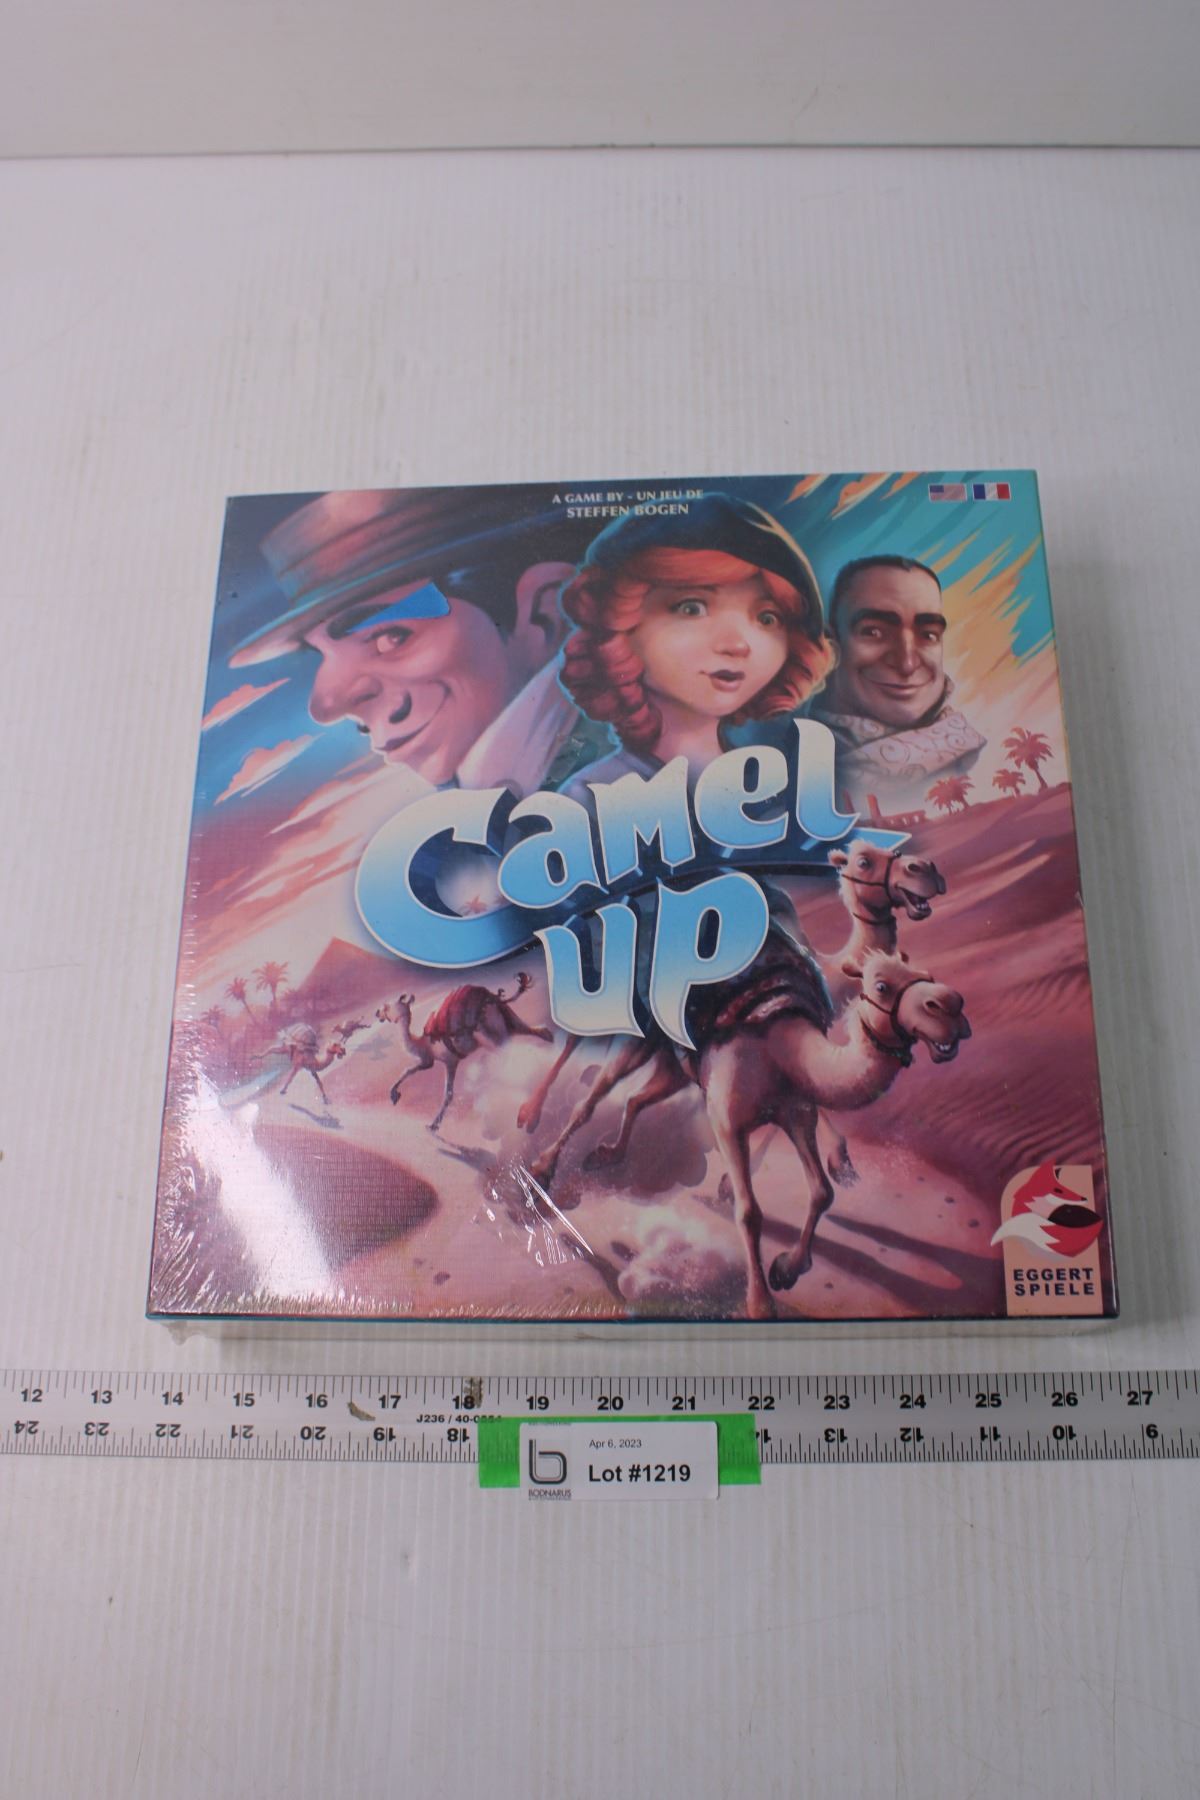 A GAME BY - UN JEU DE
STEFFEN BOGEN
Camel
Up
EGGERT
SPIELE
12 13 14 15 16 17 18 19 20 21 22 23 24 25 26 27
24 23 22 21 20 19 18 13 12 11 10 9
J236 / 40-
Apr 6, 2023
Lot #1219
BODNARUS